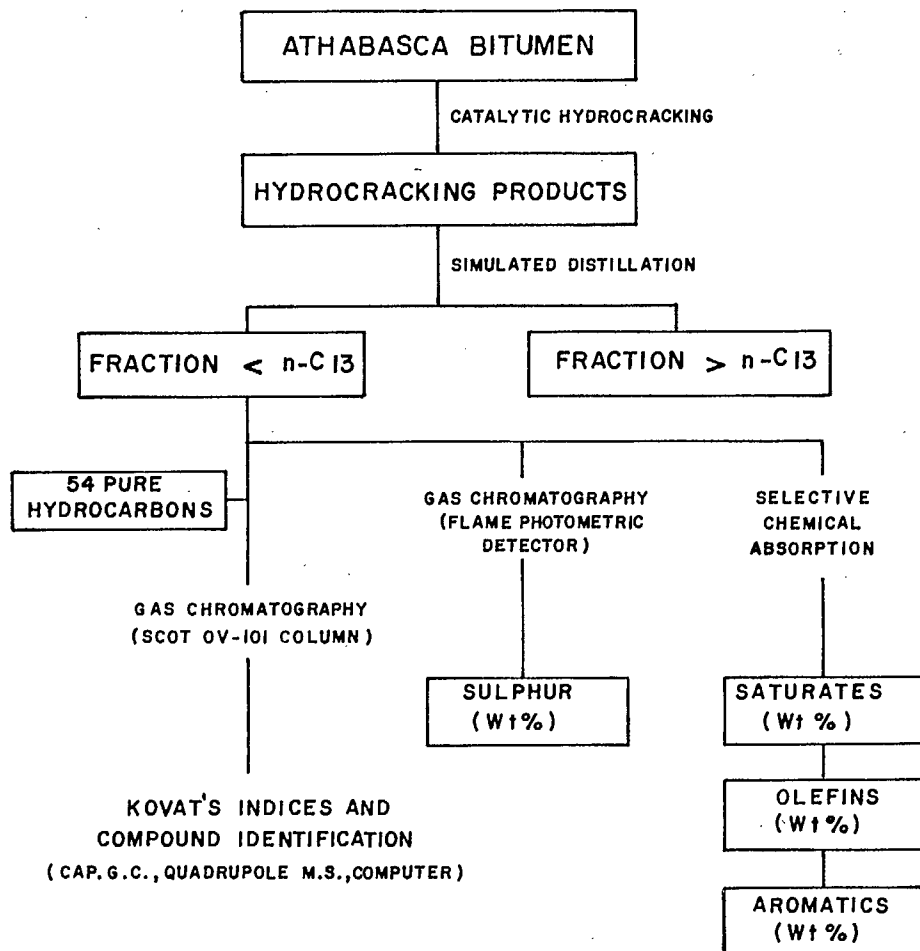 ATHABASCA BITUMEN
CATALYTIC HYDROCRACKING
HYDROCRACKING PRODUCTS
SIMULATED DISTILLATION
FRACTION < n-C13
FRACTION > n-C13
54 PURE
HYDROCARBONS
GAS CHROMATOGRAPHY
(FLAME PHOTOMETRIC
DETECTOR)
SELECTIVE
CHEMICAL
ABSORPTION
GAS CHROMATOGRAPHY
(SCOT OV-101 COLUMN)
SULPHUR
(Wt%)
SATURATES
(Wt %)
OLEFINS
(Wt%)
AROMATICS
(Wt%)
KOVAT'S INDICES AND
COMPOUND IDENTIFICATION
(CAP. G.C., QUADRUPOLE M.S., COMPUTER)